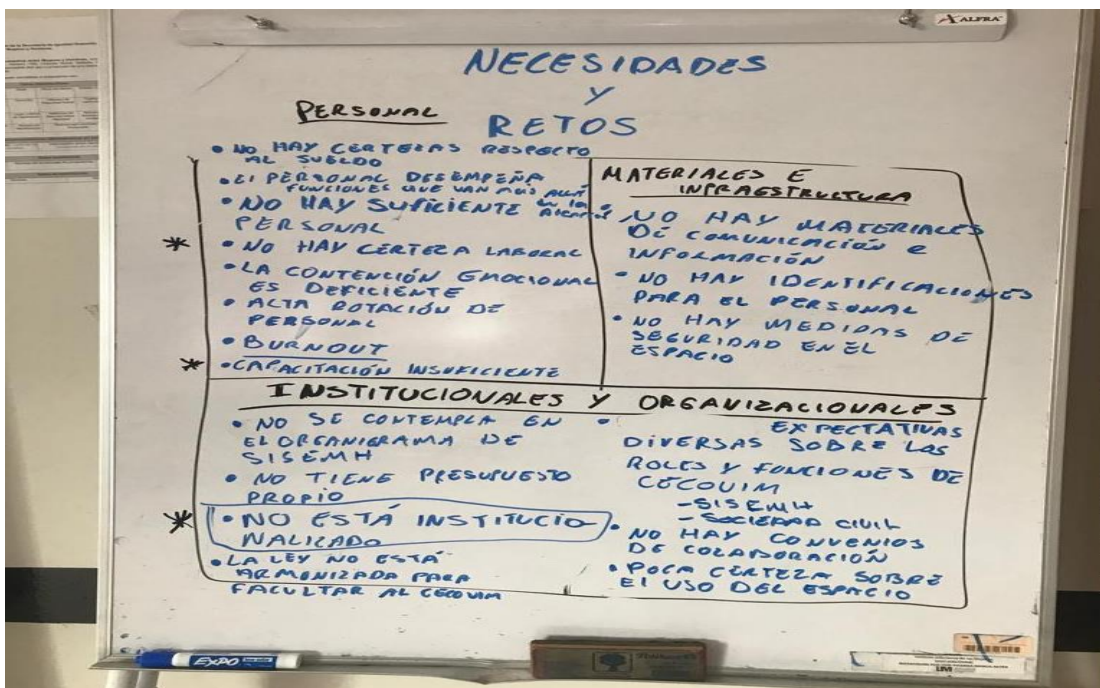 ALFRA
NECESIDADES
Y
RETOS
PERSONAL
• NO HAY CERTEZAS RESPECTO
AL SUELDO
• El PERSONAL DESEMPEÑA
FUNCIONES QUE VAN MÁS ALLÁ
de la
• NO HAY SUFICIENTE
PERSONAL
* • NO HAY CERTEZA LABORAL
• LA CONTENCIÓN EMOCIONAL
ES DEFICIENTE
• ALTA ROTACIÓN DE
PERSONAL
• BURNOUT
* • CAPACITACIÓN INSUFICIENTE
MATERIALES E
INFRAESTRUCTURA
• NO HAY MATERIALES
DE COMUNICACIÓN e
INFORMACIÓN
• NO HAY IDENTIFICACIONES
PARA EL PERSONAL
• NO HAY MEDIDAS DE
SEGURIDAD EN ÉL
ESPACIO
INSTITUCIONALES Y ORGANIZACIONALES
• NO SE CONTEMPLA EN
EL ORGANIGRAMA DE
SISEMH
• NO TIENE PRESUPUESTO
PROPIO
* • NO ESTÁ INSTITUCIO-
NALIZADO
• LA LEY NO ESTÁ
ARMONIZADA PARA
FACULTAR AL CECOVIM
• EXPECTATIVAS
DIVERSAS SOBRE LOS
ROLES Y FUNCIONES DE
CECOVIM
- SISEMH
- SOCIEDAD CIVIL
• NO HAY CONVENIOS
DE COLABORACIÓN
• POCA CERTEZA SOBRE
El USO DEL ESPACIO
EXPO